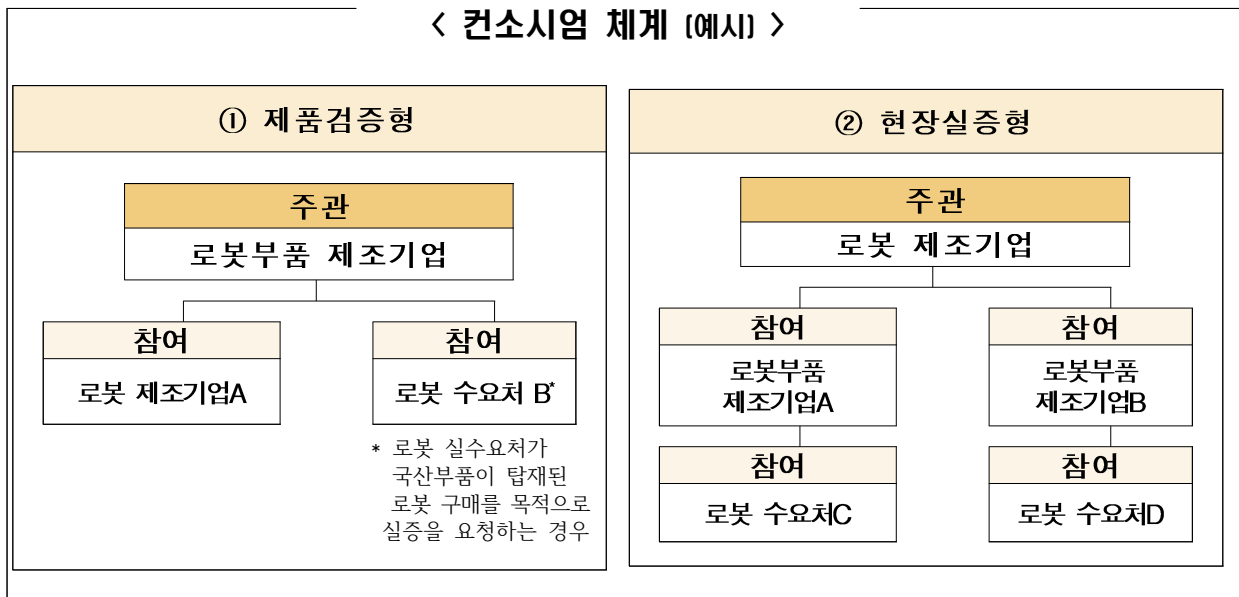 < 컨소시엄 체계 (예시) >
① 제품검증형
주관
로봇부품 제조기업
참여
로봇 제조기업A
참여
로봇 수요처 B*
* 로봇 실수요처가
국산부품이 탑재된
로봇 구매를 목적으로
실증을 요청하는 경우
② 현장실증형
주관
로봇 제조기업
참여
로봇부품
제조기업A
참여
로봇부품
제조기업B
참여
로봇 수요처C
참여
로봇 수요처D